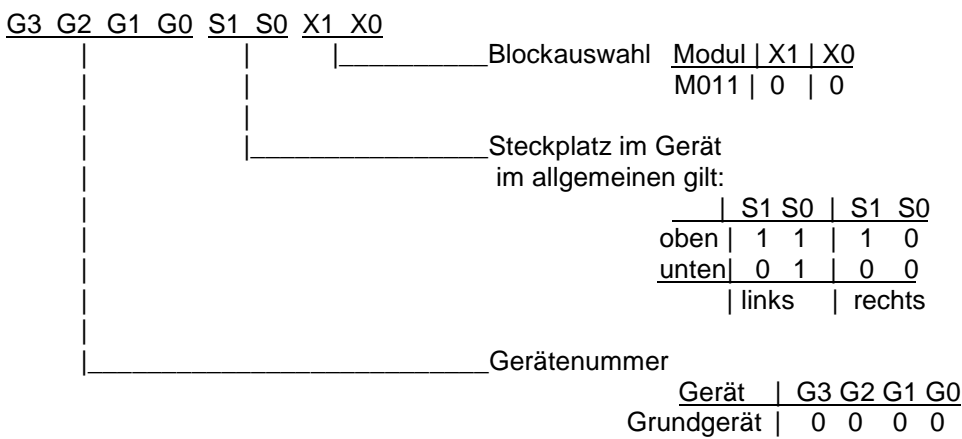 G3 G2 G1 G0 S1 S0 X1 X0
Blockauswahl Modul | X1 | X0
M011 | 0 | 0
Steckplatz im Gerät
im allgemeinen gilt:
| S1 S0 | S1 S0
oben | 1 1 | 1 0
unten| 0 1 | 0 0
| links | rechts
Gerätenummer
Gerät | G3 G2 G1 G0
Grundgerät | 0 0 0 0